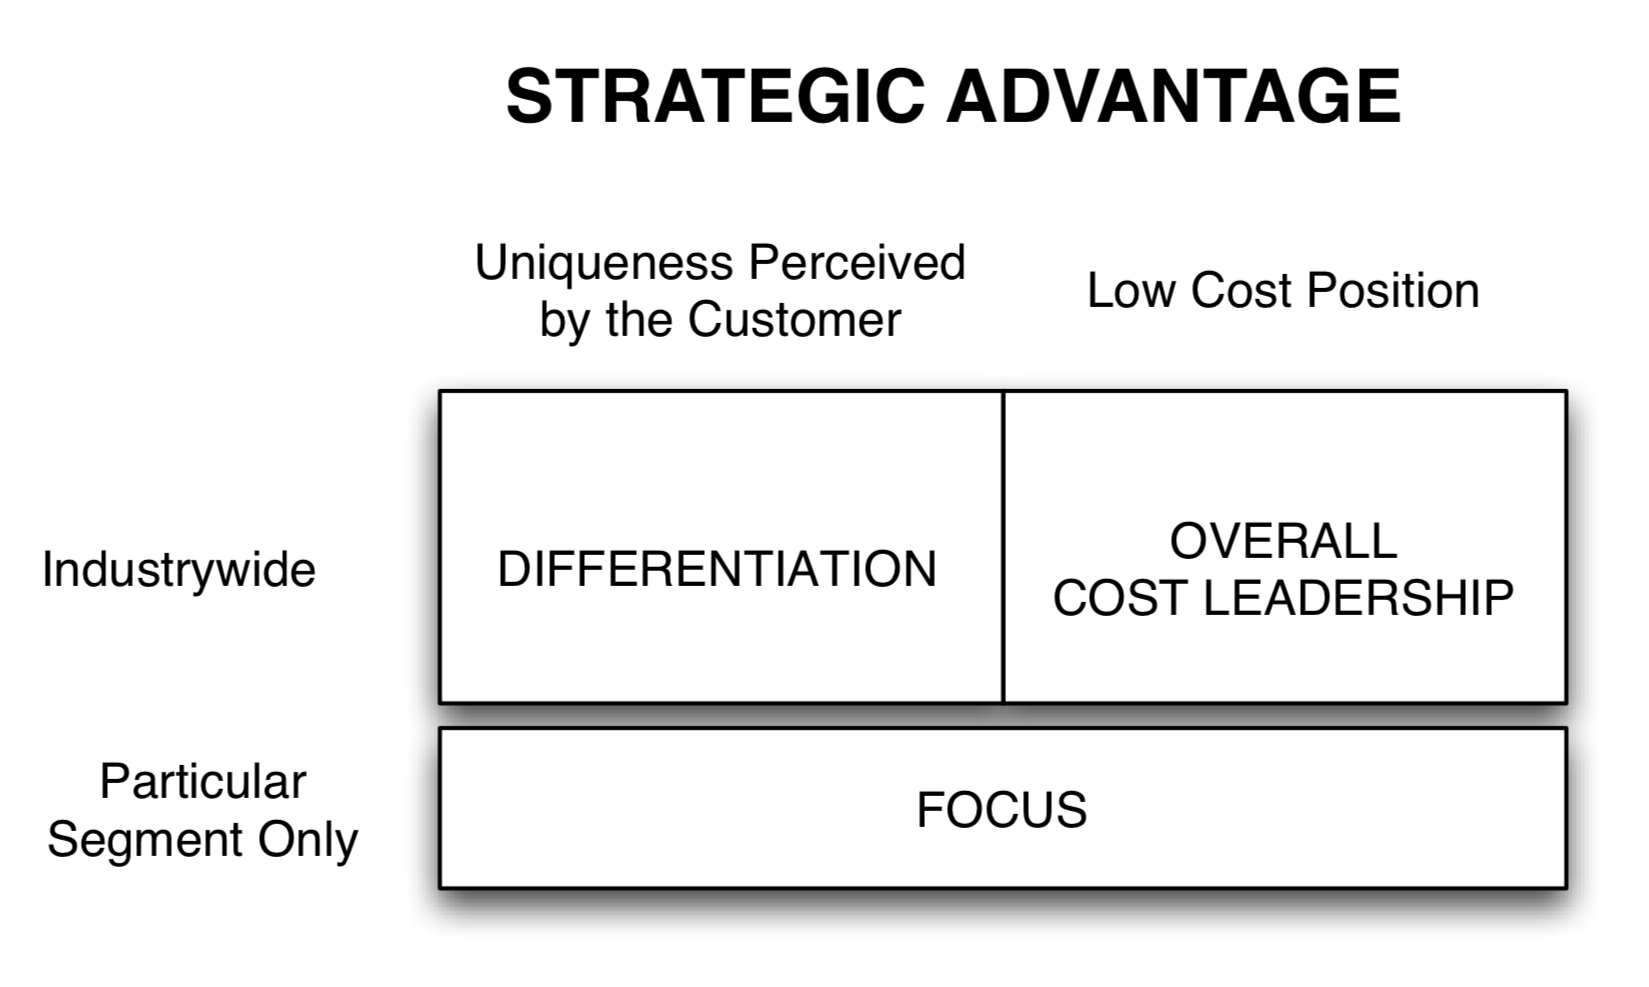 STRATEGIC ADVANTAGE
Uniqueness Perceived
by the Customer
Low Cost Position
Industrywide
DIFFERENTIATION
OVERALL
COST LEADERSHIP
Particular
Segment Only
FOCUS